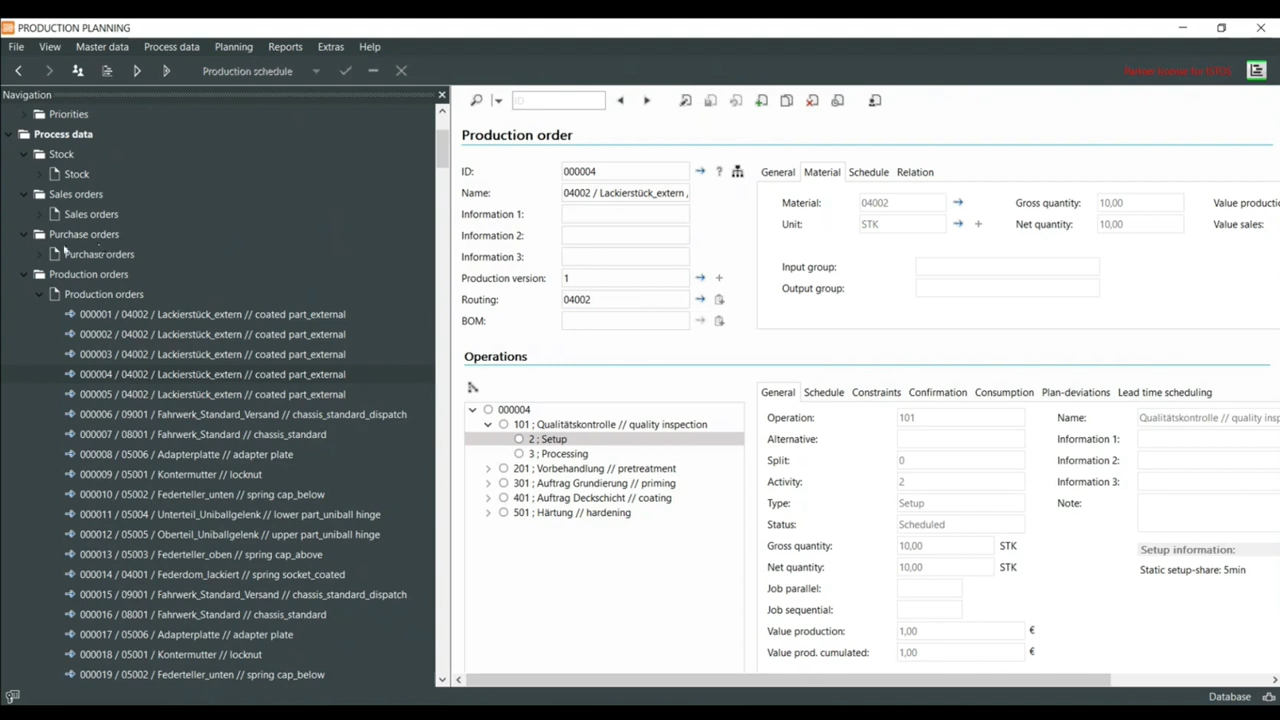 PRODUCTION PLANNING
File View Master data Process data Planning Reports Extras Help
Production schedule
Navigation
Priorities
Process data
Stock
Stock
Sales orders
Sales orders
Purchase orders
Purchase orders
Production orders
Production orders
000001 / 04002 / Lackierstück_extern // coated part_external
000002 / 04002 / Lackierstück_extern // coated part_external
000003 / 04002 / Lackierstück_extern // coated part_external
000004 / 04002 / Lackierstück_extern // coated part_external
000005 / 04002 / Lackierstück_extern // coated part_external
000006 / 09001 / Fahrwerk_Standard_Versand // chassis_standard_dispatch
000007 / 08001 / Fahrwerk_Standard // chassis_standard
000008 / 05006 / Adapterplatte // adapter plate
000009 / 05001 / Kontermutter // locknut
000010 / 05002 / Federteller_unten // spring cap_below
000011 / 05004 / Unterteil_Uniballgelenk // lower part_uniball hinge
000012 / 05005 / Oberteil_Uniballgelenk // upper part_uniball hinge
000013 / 05003 / Federteller_oben // spring cap_above
000014 / 04001 / Federdom_lackiert // spring socket_coated
000015 / 09001 / Fahrwerk_Standard_Versand // chassis_standard_dispatch
000016 / 08001 / Fahrwerk_Standard // chassis_standard
000017 / 05006 / Adapterplatte // adapter plate
000018 / 05001 / Kontermutter // locknut
000019 / 05002 / Federteller_unten // spring cap_below
ID
Production order
ID: 000004 ?
Name: 04002 / Lackierstück_extern ,
Information 1:
Information 2:
Information 3:
Production version: 1
Routing: 04002
BOM:
General Material Schedule Relation
Material: 04002 Gross quantity: 10,00 Value productio
Unit: STK Net quantity: 10,00 Value sales:
Input group:
Output group:
Operations
000004
101 ; Qualitätskontrolle // quality inspection
2 ; Setup
3 ; Processing
201 ; Vorbehandlung // pretreatment
301 ; Auftrag Grundierung // priming
401 ; Auftrag Deckschicht // coating
501 ; Härtung // hardening
General Schedule Constraints Confirmation Consumption Plan-deviations Lead time scheduling
Operation: 101 Name: Qualitätskontrolle // quality insp
Alternative: Information 1:
Split: 0 Information 2:
Activity: 2 Information 3:
Type: Setup Note:
Status: Scheduled
Gross quantity: 10,00 STK Setup information:
Net quantity: 10,00 STK Static setup-share: 5min
Job parallel:
Job sequential:
Value production: 1,00 €
Value prod. cumulated: 1,00 €
Database